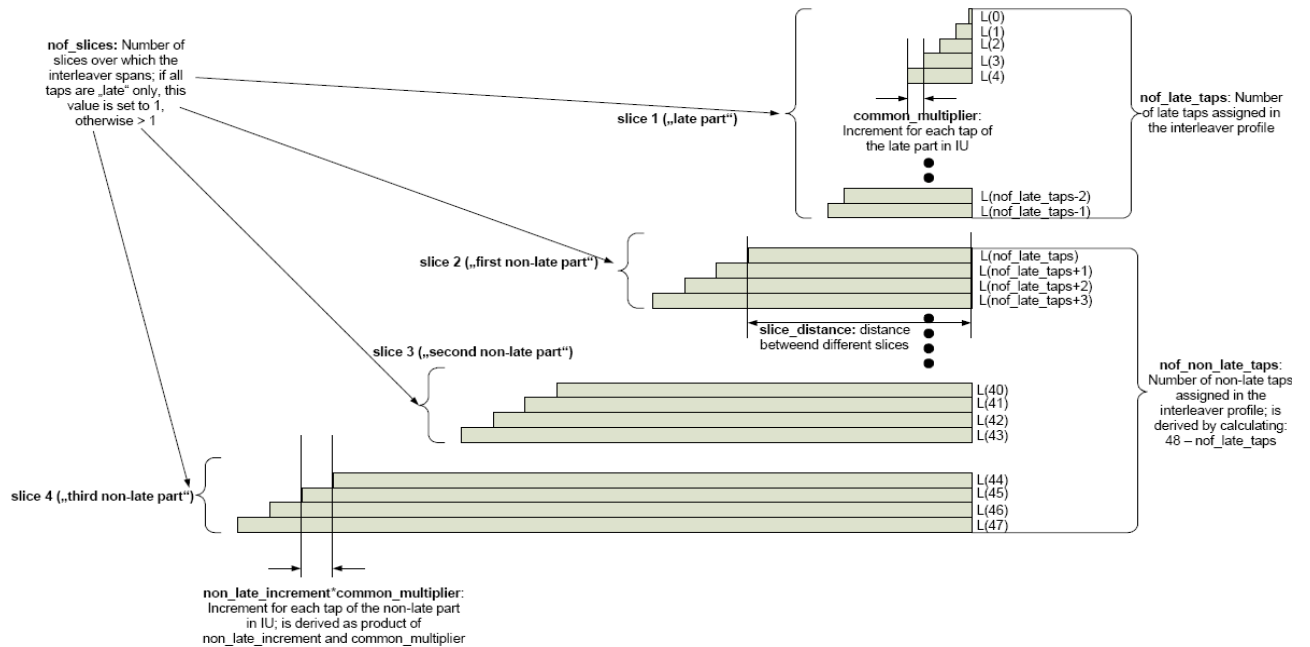 nof_slices: Number of
slices over which the
interleaver spans; if all
taps are „late" only, this
value is set to 1,
otherwise > 1
slice 1 („late part")
L(0)
L(1)
L(2)
L(3)
L(4)
common_multiplier:
Increment for each tap of
the late part in IU
L(nof_late_taps-2)
L(nof_late_taps-1)
nof_late_taps: Number
of late taps assigned in
the interleaver profile
slice 2 („first non-late part")
L(nof_late_taps)
L(nof_late_taps+1)
L(nof_late_taps+2)
L(nof_late_taps+3)
slice_distance: distance
betweend different slices
slice 3 („second non-late part")
L(40)
L(41)
L(42)
L(43)
nof_non_late_taps:
Number of non-late taps
assigned in the
interleaver profile; is
derived by calculating:
48 – nof_late_taps
slice 4 („third non-late part")
L(44)
L(45)
L(46)
L(47)
non_late_increment*common_multiplier:
Increment for each tap of the non-late part
in IU; is derived as product of
non_late_increment and common_multiplier